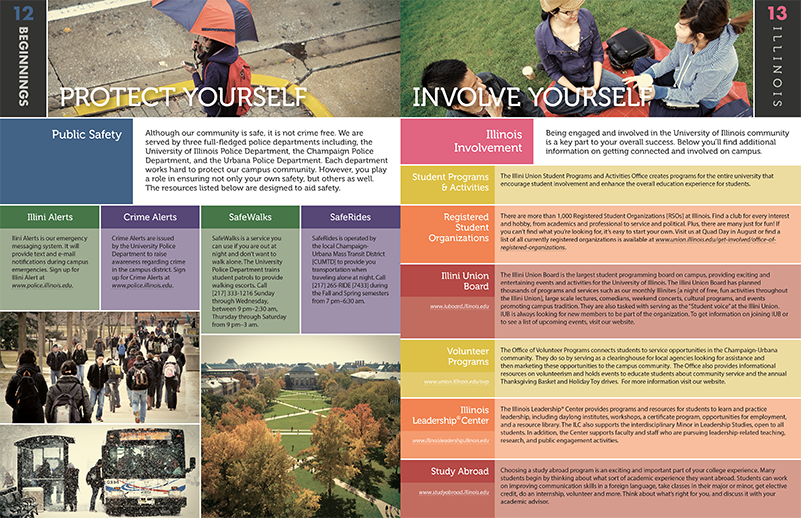 12
BEGINNINGS
PROTECT YOURSELF
Public Safety
Although our community is safe, it is not crime free. We are
served by three full-fledged police departments including, the
University of Illinois Police Department, the Champaign Police
Department, and the Urbana Police Department. Each department
works hard to protect our campus community. However, you play
a role in ensuring not only your own safety, but others as well.
The resources listed below are designed to aid safety.
Illini Alerts
Ilini Alerts is our emergency
messaging system. It will
provide text and e-mail
notifications during campus
emergencies. Sign up for
Illini Alert at
www.police.illinois.edu.
Crime Alerts
Crime Alerts are issued
by the University Police
Department to raise
awareness regarding crime
in the campus district. Sign
up for Crime Alerts at
www.police.illinois.edu.
SafeWalks
SafeWalks is a service you
can use if you are out at
night and don't want to
walk alone. The University
Police Department trains
student patrols to provide
walking escorts. Call
[217] 333-1216 Sunday
through Wednesday,
between 9 pm–2:30 am,
Thursday through Saturday
from 9 pm–3 am.
SafeRides
SafeRides is operated by
the local Champaign-
Urbana Mass Transit District
[CUMTD] to provide you
transportation when
traveling alone at night. Call
[217] 265-RIDE [7433] during
the Fall and Spring semesters
from 7 pm–6:30 am.
13
ILLINOIS
INVOLVE YOURSELF
Illinois
Involvement
Being engaged and involved in the University of Illinois community
is a key part to your overall success. Below you'll find additional
information on getting connected and involved on campus.
Student Programs
& Activities
The Illini Union Student Programs and Activities Office creates programs for the entire university that
encourage student involvement and enhance the overall education experience for students.
Registered
Student
Organizations
There are more than 1,000 Registered Student Organizations [RSOs] at Illinois. Find a club for every interest
and hobby, from academics and professional to service and political. Plus, there are many just for fun! If
you can't find what you're looking for, it's easy to start your own. Visit us at Quad Day in August or find a
list of all currently registered organizations is available at www.union.illinois.edu/get-involved/office-of-
registered-organizations.
Illini Union
Board
www.iuboard.illinois.edu
The Illini Union Board is the largest student programming board on campus, providing exciting and
entertaining events and activities for the University of Illinois. The Illini Union Board has planned
thousands of programs and services such as our monthly Illinites [a night of free, fun activities throughout
the Illini Union], large scale lectures, comedians, weekend concerts, cultural programs, and events
promoting campus tradition. They are also tasked with serving as the "Student voice" at the Illini Union.
IUB is always looking for new members to be part of the organization. To get information on joining IUB or
to see a list of upcoming events, visit our website.
Volunteer
Programs
www.union.illinois.edu/ovp
The Office of Volunteer Programs connects students to service opportunities in the Champaign-Urbana
community. They do so by serving as a clearinghouse for local agencies looking for assistance and
then marketing these opportunities to the campus community. The Office also provides informational
resources on volunteerism and holds events to educate students about community service and the annual
Thanksgiving Basket and Holiday Toy drives. For more information visit our website.
Illinois
Leadership® Center
www.illinoisleadership.illinois.edu
The Illinois Leadership® Center provides programs and resources for students to learn and practice
leadership, including daylong institutes, workshops, a certificate program, opportunities for employment,
and a resource library. The ILC also supports the interdisciplinary Minor in Leadership Studies, open to all
students. In addition, the Center supports faculty and staff who are pursuing leadership-related teaching,
research, and public engagement activities.
Study Abroad
www.studyabroad.illinois.edu
Choosing a study abroad program is an exciting and important part of your college experience. Many
students begin by thinking about what sort of academic experience they want abroad. Students can work
on improving communication skills in a foreign language, take classes in their major or minor, get elective
credit, do an internship, volunteer and more. Think about what's right for you, and discuss it with your
academic advisor.